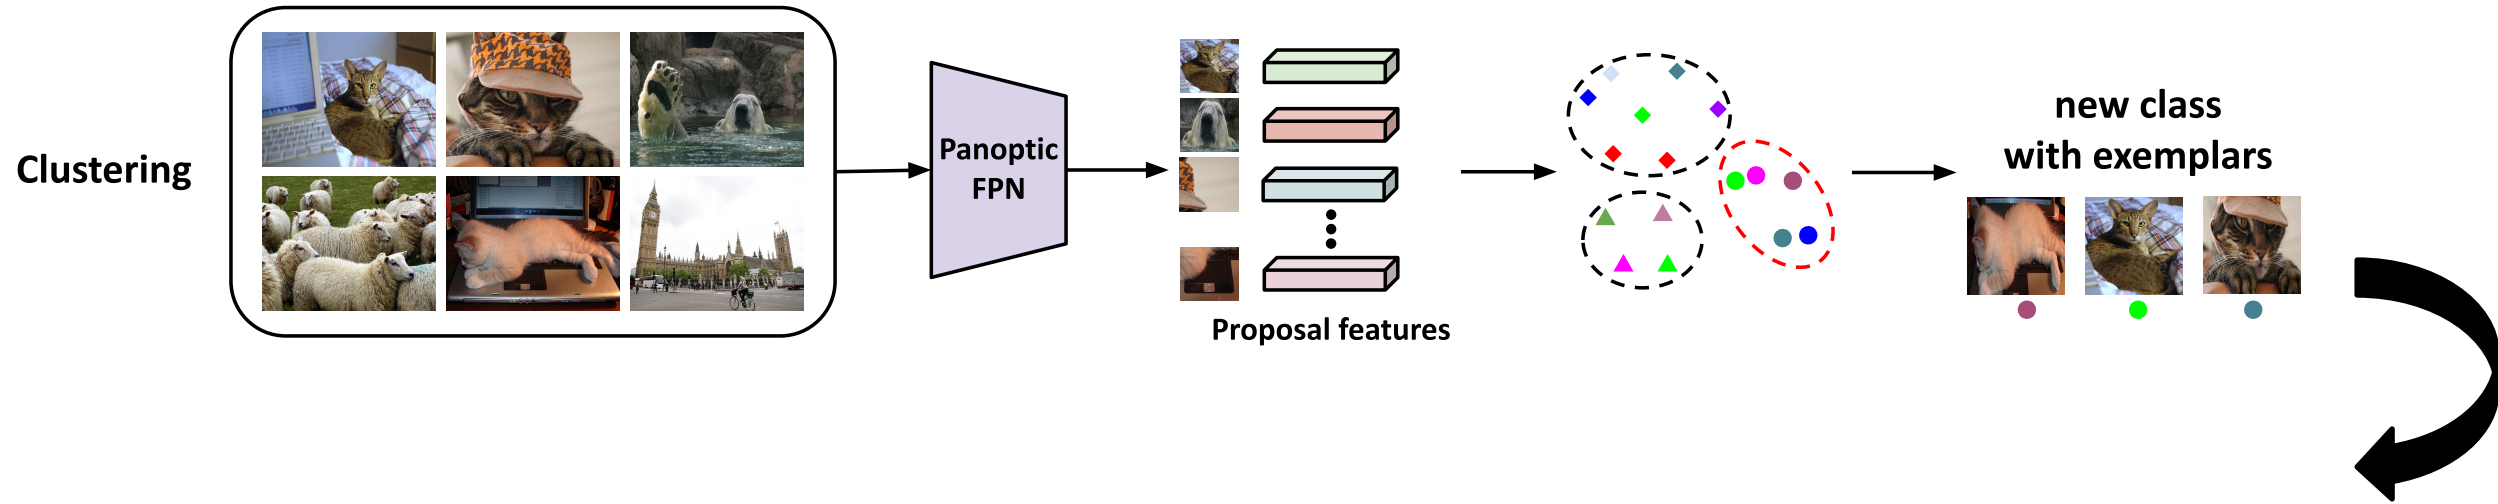 Clustering
Panoptic
FPN
Proposal features
new class
with exemplars